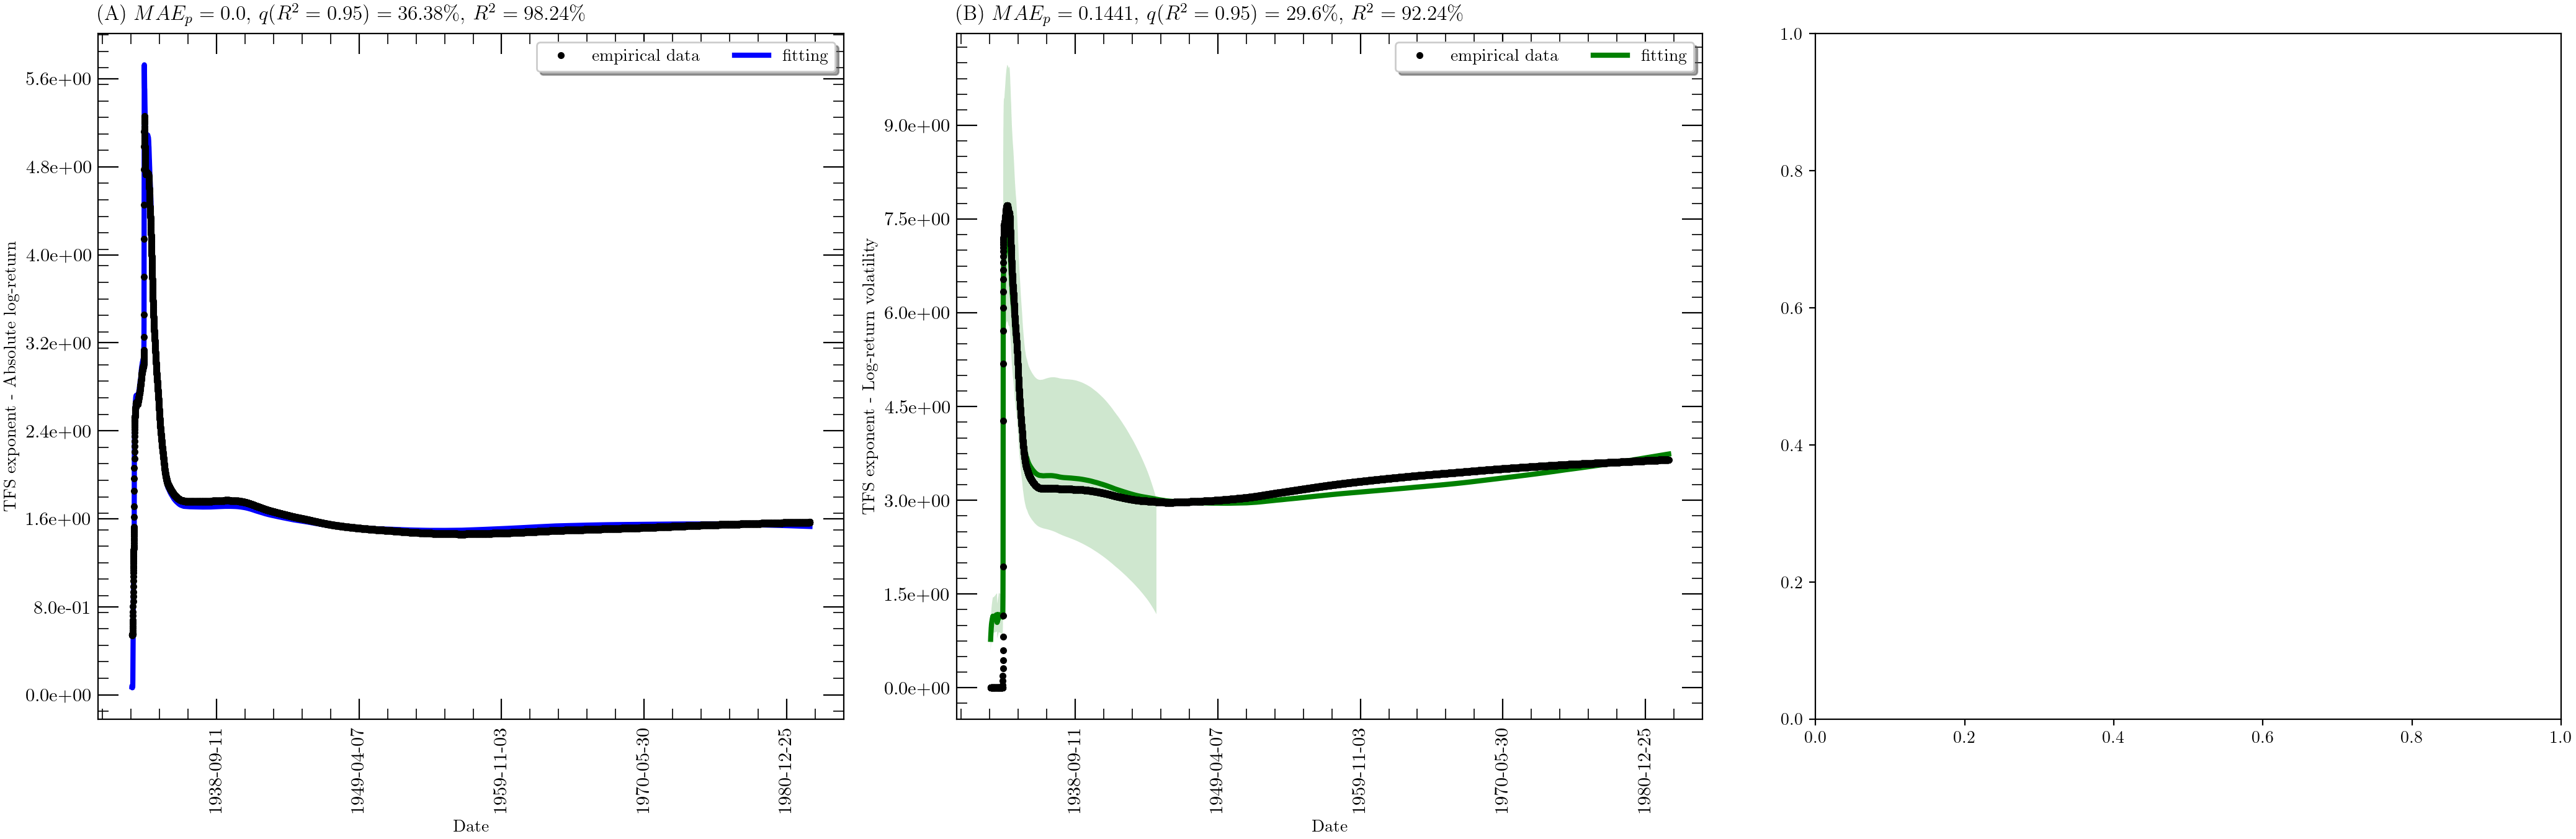 (A) $MAE_p = 0.0$, $q(R^2 = 0.95) = 36.38\%$, $R^2 = 98.24\%$
empirical data
fitting
5.6e+00
4.8e+00
4.0e+00
3.2e+00
2.4e+00
1.6e+00
8.0e-01
0.0e+00
TFS exponent - Absolute log-return
1938-09-11
1949-04-07
1959-11-03
1970-05-30
1980-12-25
Date
(B) $MAE_p = 0.1441$, $q(R^2 = 0.95) = 29.6\%$, $R^2 = 92.24\%$
empirical data
fitting
9.0e+00
7.5e+00
6.0e+00
4.5e+00
3.0e+00
1.5e+00
0.0e+00
TFS exponent - Log-return volatility
1938-09-11
1949-04-07
1959-11-03
1970-05-30
1980-12-25
Date
1.0
0.8
0.6
0.4
0.2
0.0
0.0
0.2
0.4
0.6
0.8
1.0